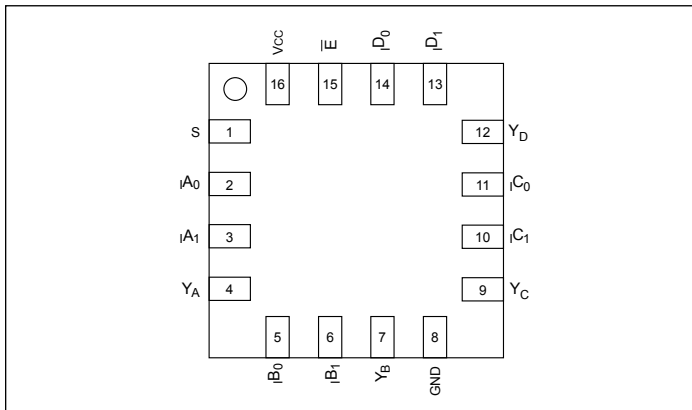 VCC E̅ ID0 ID1
16 15 14 13
S 1 12 YD
IA0 2 11 IC0
IA1 3 10 IC1
YA 4 9 YC
5 6 7 8
IB0 IB1 YB GND